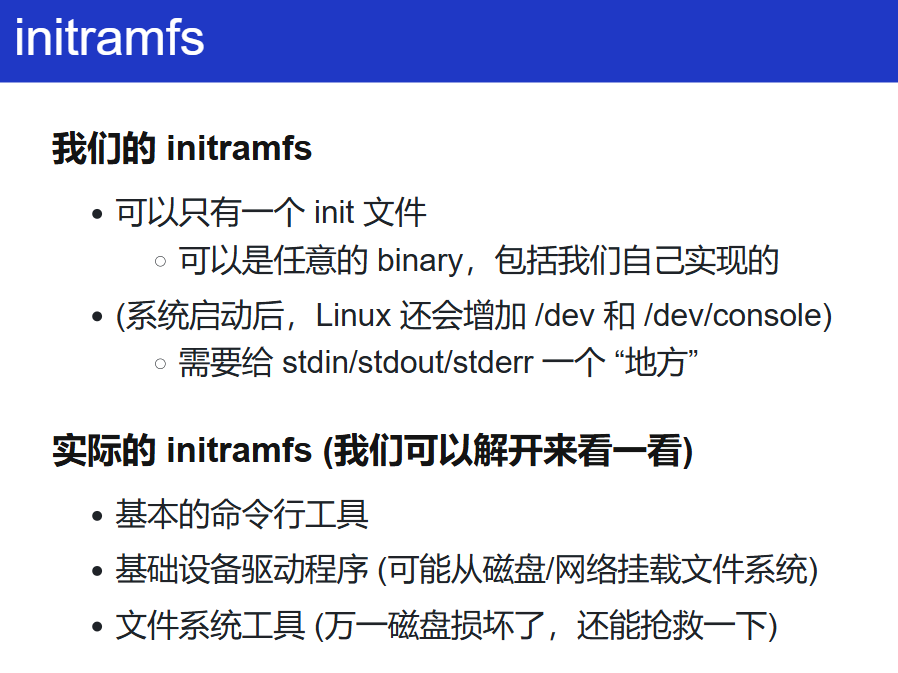 initramfs
我们的 initramfs
可以只有一个 init 文件
可以是任意的 binary，包括我们自己实现的
(系统启动后，Linux 还会增加 /dev 和 /dev/console)
需要给 stdin/stdout/stderr 一个 “地方”
实际的 initramfs (我们可以解开来看一看)
基本的命令行工具
基础设备驱动程序 (可能从磁盘/网络挂载文件系统)
文件系统工具 (万一磁盘损坏了，还能抢救一下)